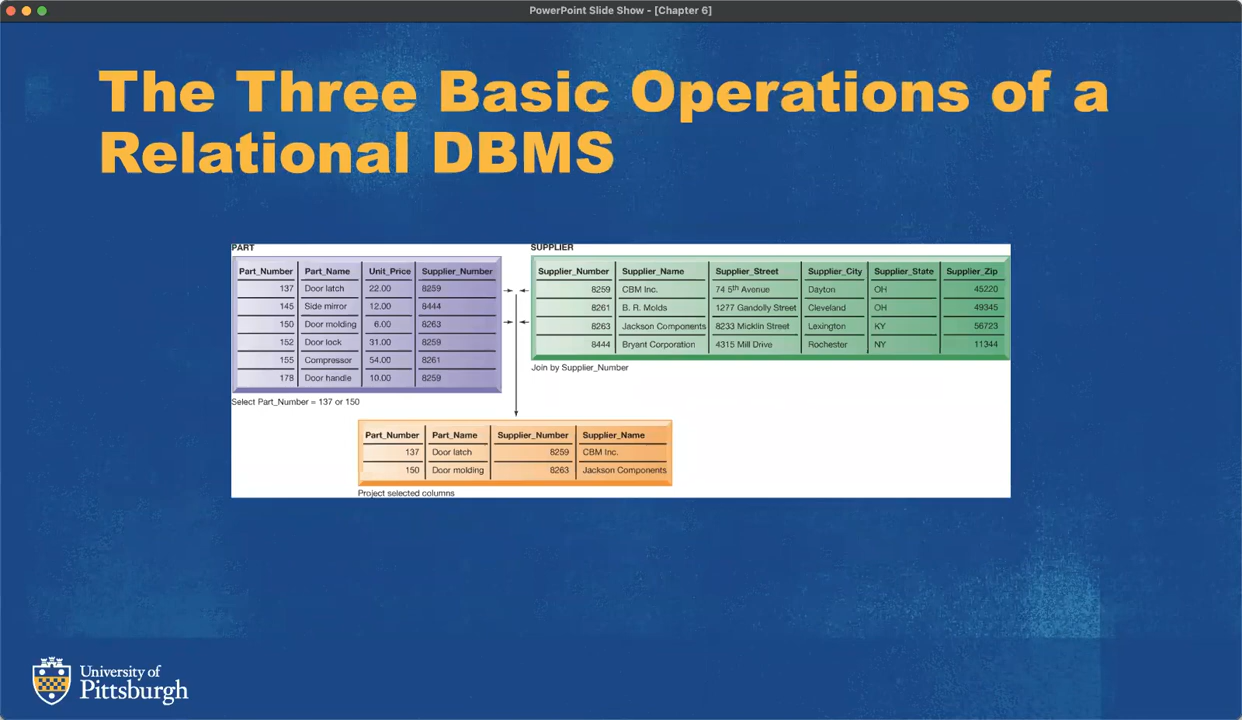 PowerPoint Slide Show - [Chapter 6]
The Three Basic Operations of a
Relational DBMS
PART
Part_Number Part_Name Unit_Price Supplier_Number
137 Door latch 22.00 8259
145 Side mirror 12.00 8444
150 Door molding 6.00 8263
152 Door lock 31.00 8259
155 Compressor 54.00 8261
178 Door handle 10.00 8259
Select Part_Number = 137 or 150
SUPPLIER
Supplier_Number Supplier_Name Supplier_Street Supplier_City Supplier_State Supplier_Zip
8259 CBM Inc. 74 5th Avenue Dayton OH 45220
8261 B. R. Molds 1277 Gandolly Street Cleveland OH 49345
8263 Jackson Components 8233 Micklin Street Lexington KY 56723
8444 Bryant Corporation 4315 Mill Drive Rochester NY 11344
Join by Supplier_Number
Part_Number Part_Name Supplier_Number Supplier_Name
137 Door latch 8259 CBM Inc.
150 Door molding 8263 Jackson Components
Project selected columns
University of
Pittsburgh